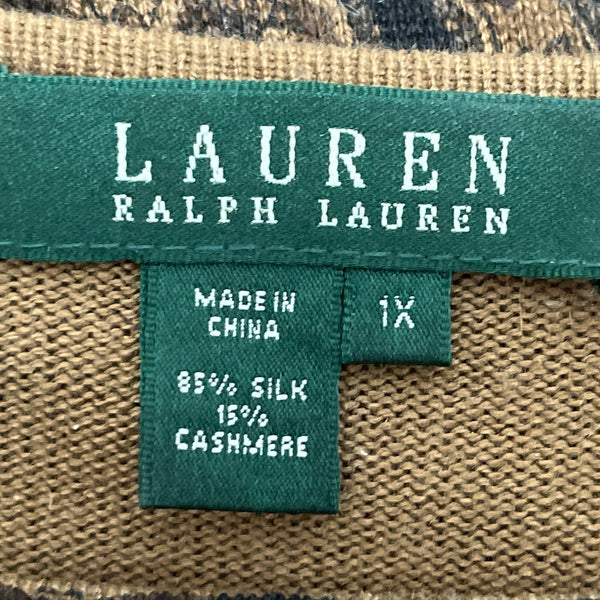 LAUREN
RALPH LAUREN
MADE IN
CHINA
1X
85% SILK
15%
CASHMERE